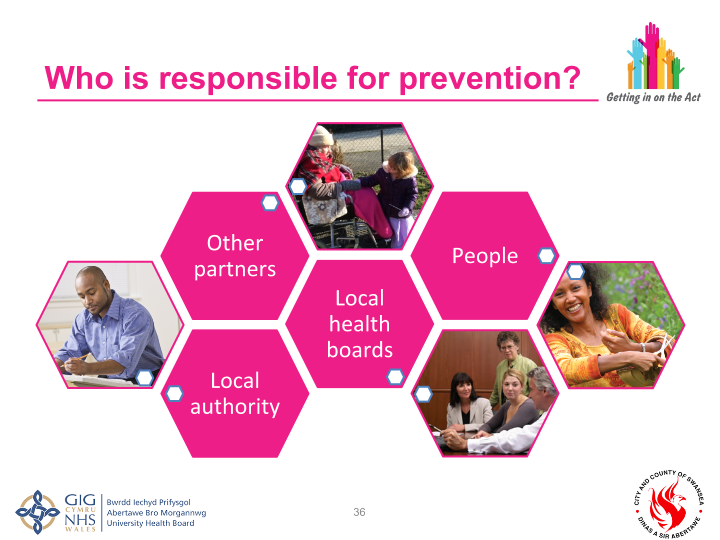 Who is responsible for prevention?
Getting in on the Act
Other
partners
People
Local
health
boards
Local
authority
GIG
CYMRU
NHS
WALES
Bwrdd Iechyd Prifysgol
Abertawe Bro Morgannwg
University Health Board
36
CITY AND COUNTY OF SWANSEA
DINAS A SIR ABERTAWE